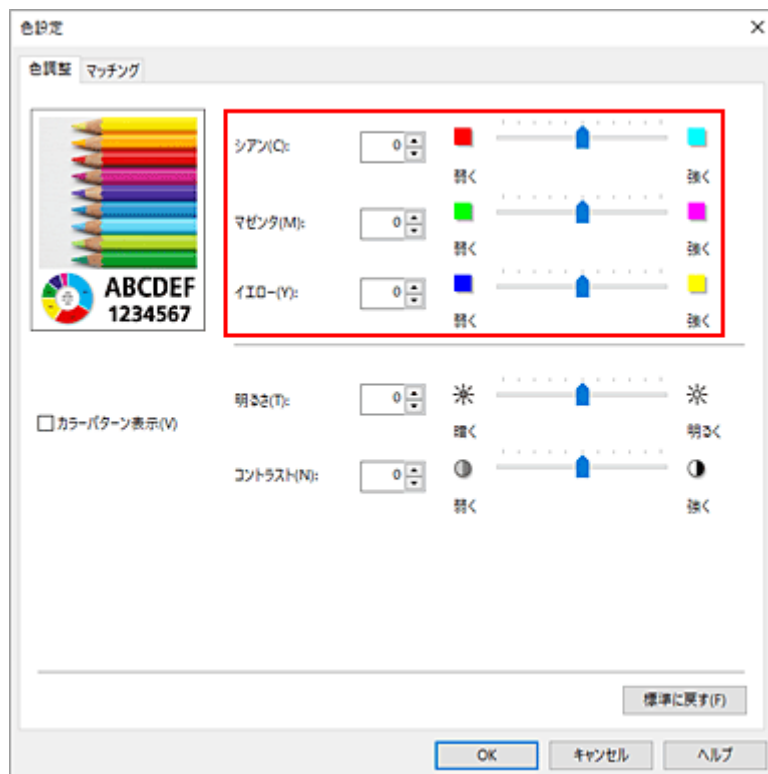 色設定
色調整 マッチング
シアン(C): 0
弱く 強く
マゼンタ(M): 0
弱く 強く
イエロー(Y): 0
弱く 強く
ABCDEF
1234567
明るさ(T): 0
暗く 明るく
カラーパターン表示(V)
コントラスト(N): 0
弱く 強く
標準に戻す(F)
OK キャンセル ヘルプ